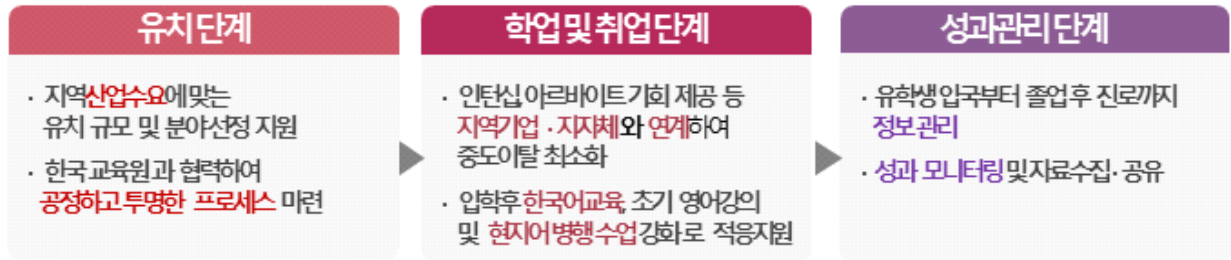 유치 단계
· 지역산업수요에 맞는
유치 규모 및 분야선정 지원
· 한국교육원과 협력하여
공정하고 투명한 프로세스 마련
학업 및 취업 단계
· 인턴십, 아르바이트 기회 제공 등
지역기업·지자체와 연계하여
중도이탈 최소화
· 입학후 한국어교육, 초기 영어강의
및 현지어 병행 수업 강화로 적응지원
성과관리 단계
· 유학생 입국부터 졸업 후 진로까지
정보 관리
· 성과 모니터링 및 자료수집·공유